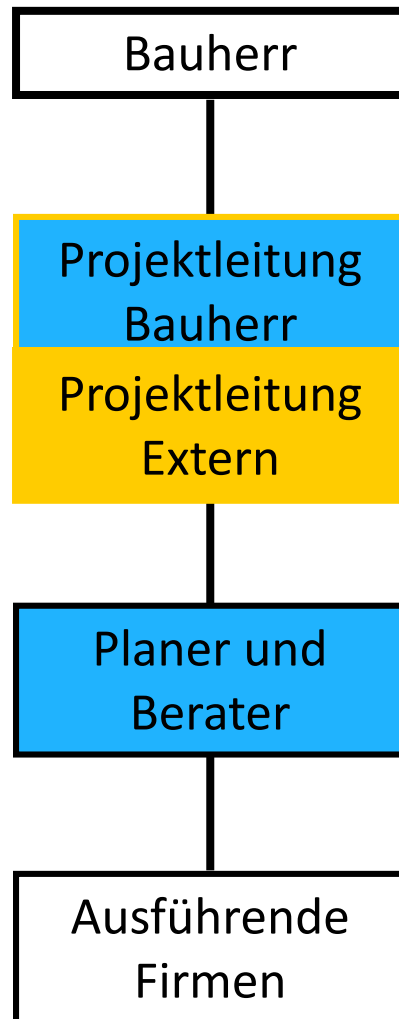 Bauherr
Projektleitung
Bauherr
Projektleitung
Extern
Planer und
Berater
Ausführende
Firmen